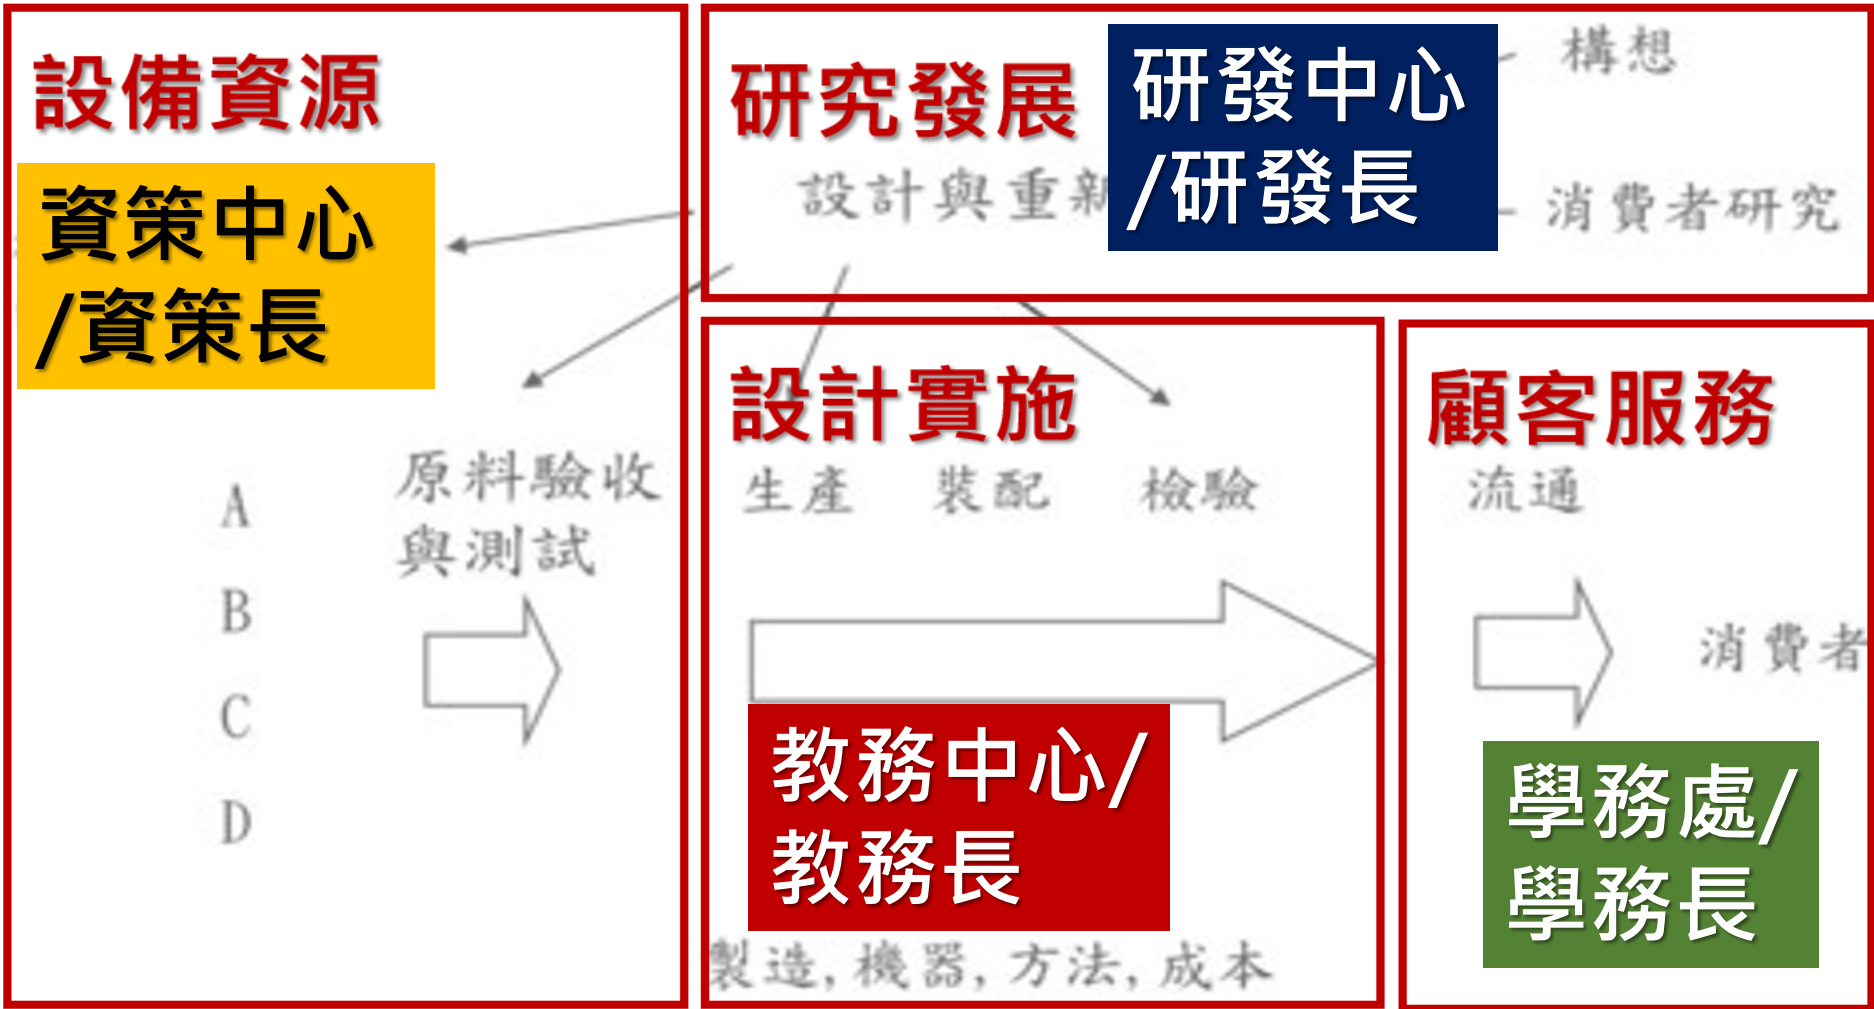 設備資源
資策中心
/資策長
A
B
C
D
原料驗收
與測試
研究發展
研發中心
/研發長
構想
設計與重新
消費者研究
設計實施
生產 裝配 檢驗
教務中心/
教務長
製造,機器,方法,成本
顧客服務
流通
消費者
學務處/
學務長